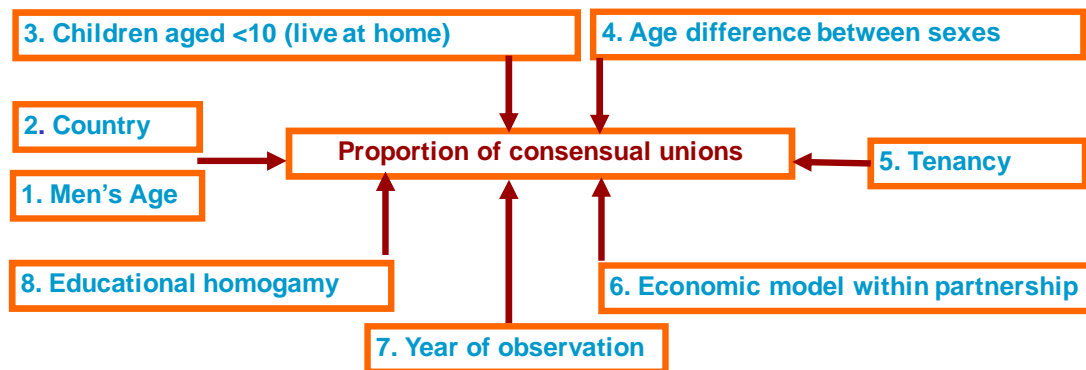 3. Children aged <10 (live at home)
4. Age difference between sexes
2. Country
Proportion of consensual unions
5. Tenancy
1. Men’s Age
8. Educational homogamy
6. Economic model within partnership
7. Year of observation